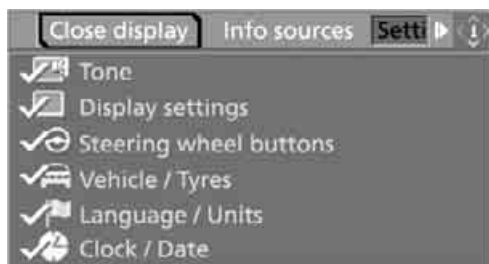 Close display Info sources Setti
Tone
Display settings
Steering wheel buttons
Vehicle / Tyres
Language / Units
Clock / Date